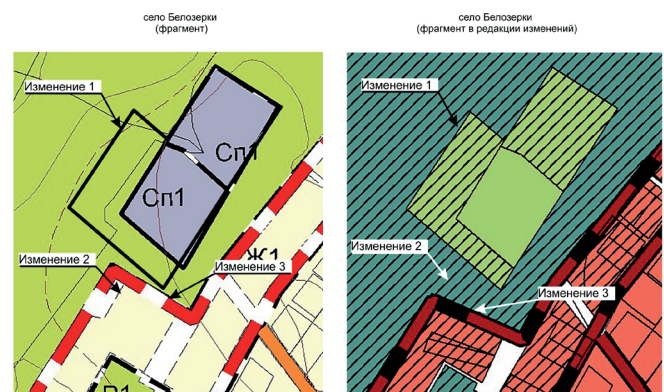 село Белозерки
(фрагмент)
село Белозерки
(фрагмент в редакции изменений)
Изменение 1
Сп1
Сп1
Изменение 2
Ж1
Изменение 3
Изменение 1
Изменение 2
Изменение 3